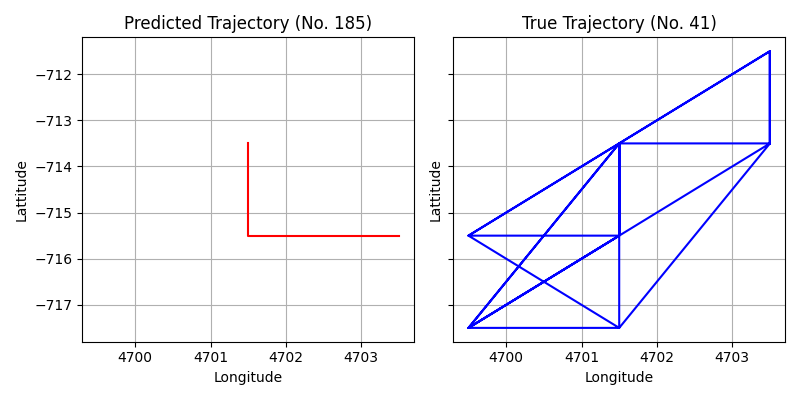 Predicted Trajectory (No. 185)
True Trajectory (No. 41)
Lattitude
−712
−713
−714
−715
−716
−717
4700
4701
4702
4703
Longitude
Lattitude
4700
4701
4702
4703
Longitude